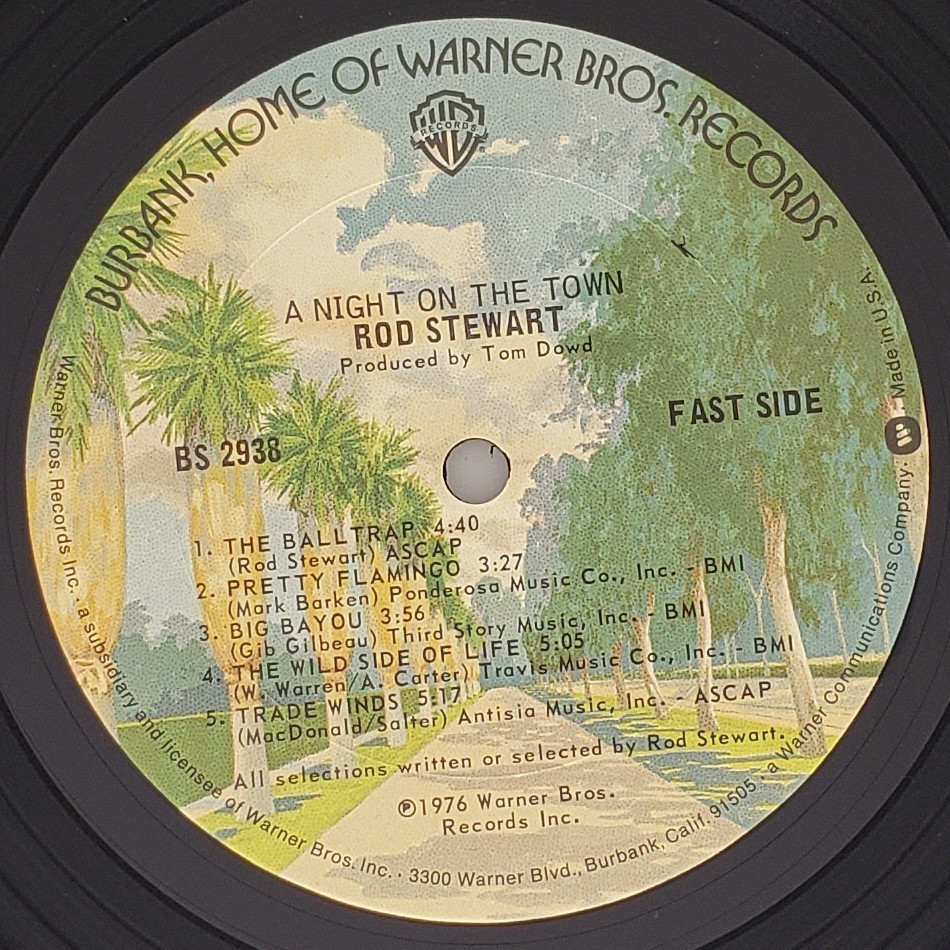 BURBANK, HOME OF WARNER BROS. RECORDS
W
RECORDS
A NIGHT ON THE TOWN
ROD STEWART
Produced by Tom Dowd
FAST SIDE
BS 2938
1. THE BALLTRAP 4:40
(Rod Stewart) ASCAP
2. PRETTY FLAMINGO 3:27
(Mark Barken) Ponderosa Music Co., Inc. - BMI
3. BIG BAYOU 3:56
(Gib Gilbeau) Third Story Music, Inc. - BMI
4. THE WILD SIDE OF LIFE 5:05
(W. Warren/A. Carter) Travis Music Co., Inc. - BMI
5. TRADE WINDS 5:17
(MacDonald/Salter) Antisia Music, Inc. - ASCAP
All selections written or selected by Rod Stewart.
℗1976 Warner Bros.
Records Inc.
Warner Bros. Records Inc. · a subsidiary and licensee of Warner Bros. Inc. · 3300 Warner Blvd., Burbank, Calif. 91505 · a Warner Communications Company · Made in U.S.A.